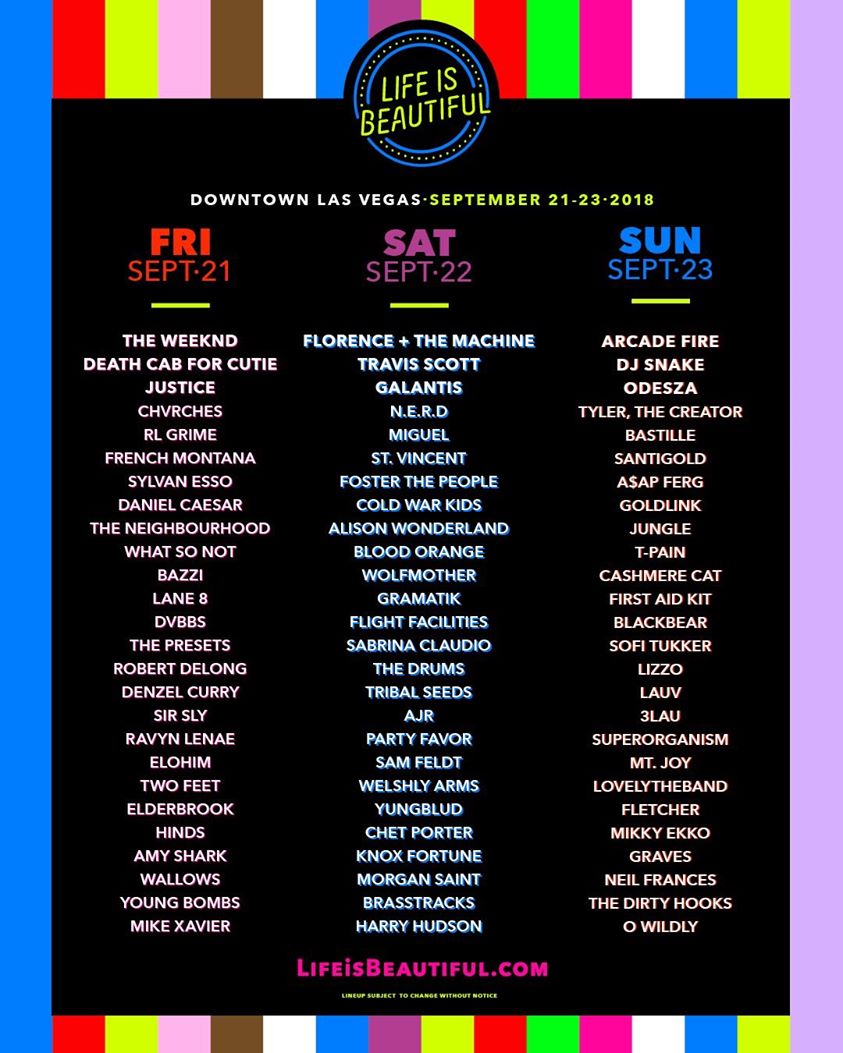 LIFE IS
BEAUTIFUL
DOWNTOWN LAS VEGAS·SEPTEMBER 21-23·2018
FRI
SEPT·21
THE WEEKND
DEATH CAB FOR CUTIE
JUSTICE
CHVRCHES
RL GRIME
FRENCH MONTANA
SYLVAN ESSO
DANIEL CAESAR
THE NEIGHBOURHOOD
WHAT SO NOT
BAZZI
LANE 8
DVBBS
THE PRESETS
ROBERT DELONG
DENZEL CURRY
SIR SLY
RAVYN LENAE
ELOHIM
TWO FEET
ELDERBROOK
HINDS
AMY SHARK
WALLOWS
YOUNG BOMBS
MIKE XAVIER
SAT
SEPT·22
FLORENCE + THE MACHINE
TRAVIS SCOTT
GALANTIS
N.E.R.D
MIGUEL
ST. VINCENT
FOSTER THE PEOPLE
COLD WAR KIDS
ALISON WONDERLAND
BLOOD ORANGE
WOLFMOTHER
GRAMATIK
FLIGHT FACILITIES
SABRINA CLAUDIO
THE DRUMS
TRIBAL SEEDS
AJR
PARTY FAVOR
SAM FELDT
WELSHLY ARMS
YUNGBLUD
CHET PORTER
KNOX FORTUNE
MORGAN SAINT
BRASSTRACKS
HARRY HUDSON
SUN
SEPT·23
ARCADE FIRE
DJ SNAKE
ODESZA
TYLER, THE CREATOR
BASTILLE
SANTIGOLD
A$AP FERG
GOLDLINK
JUNGLE
T-PAIN
CASHMERE CAT
FIRST AID KIT
BLACKBEAR
SOFI TUKKER
LIZZO
LAUV
3LAU
SUPERORGANISM
MT. JOY
LOVELYTHEBAND
FLETCHER
MIKKY EKKO
GRAVES
NEIL FRANCES
THE DIRTY HOOKS
O WILDLY
LIFEiSBEAUTIFUL.COM
LINEUP SUBJECT TO CHANGE WITHOUT NOTICE